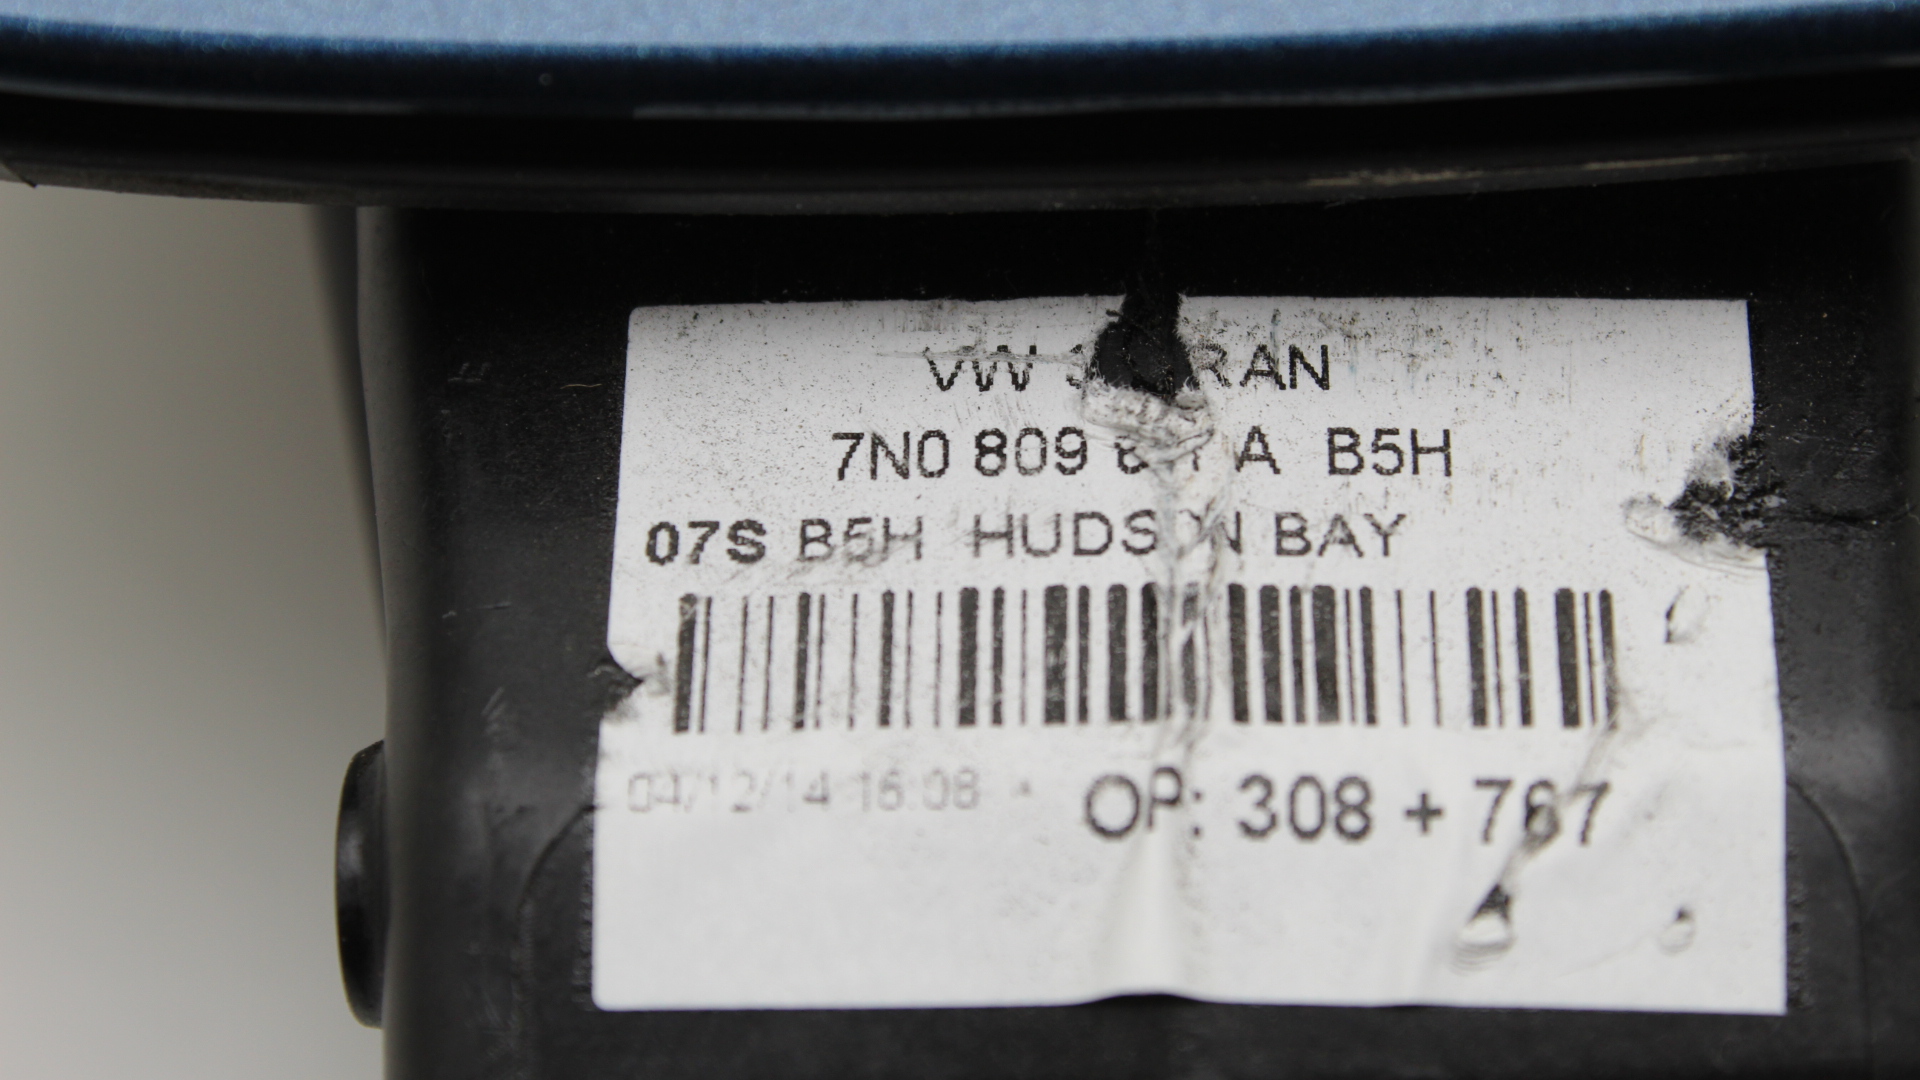 VW
7N0 809 A B5H
07S B5H HUDSON BAY
04/12/14 16:08
OP: 308 + 767